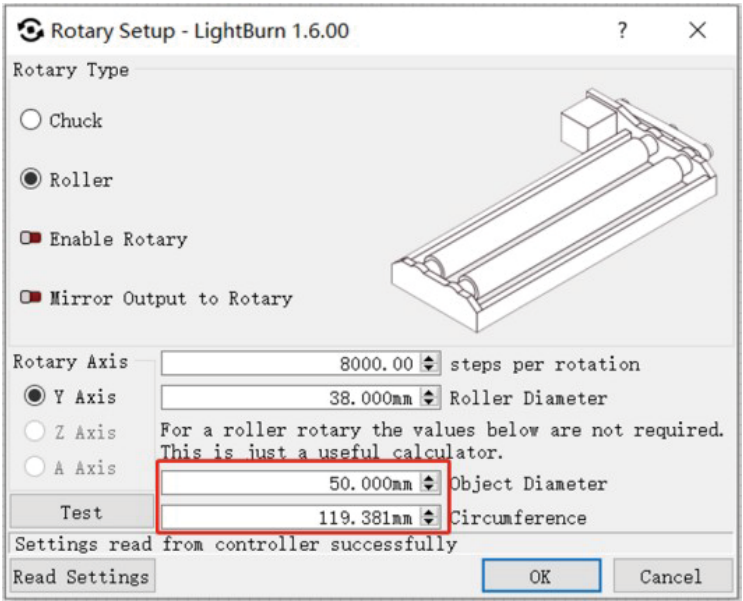 Rotary Setup - LightBurn 1.6.00 ? ×
Rotary Type
Chuck
Roller
Enable Rotary
Mirror Output to Rotary
Rotary Axis
8000.00 steps per rotation
Y Axis
38.000mm Roller Diameter
Z Axis
For a roller rotary the values below are not required.
This is just a useful calculator.
A Axis
50.000mm Object Diameter
Test
119.381mm Circumference
Settings read from controller successfully
Read Settings OK Cancel